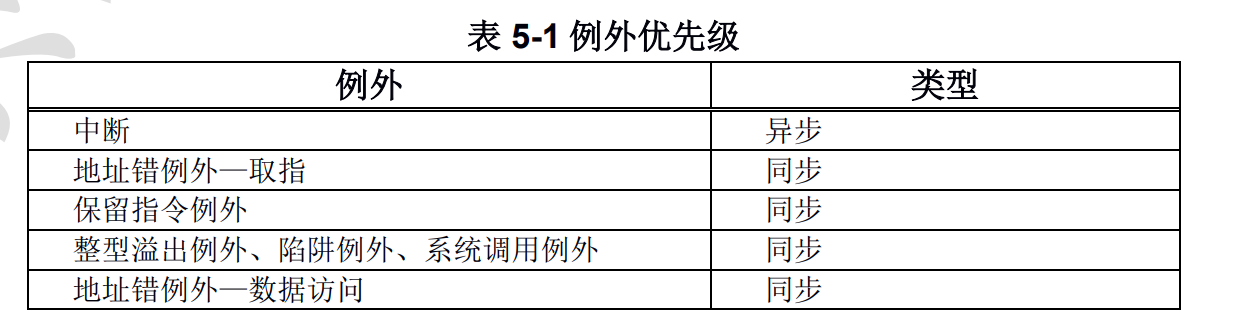 表 5-1 例外优先级
例外 类型
中断 异步
地址错例外—取指 同步
保留指令例外 同步
整型溢出例外、陷阱例外、系统调用例外 同步
地址错例外—数据访问 同步